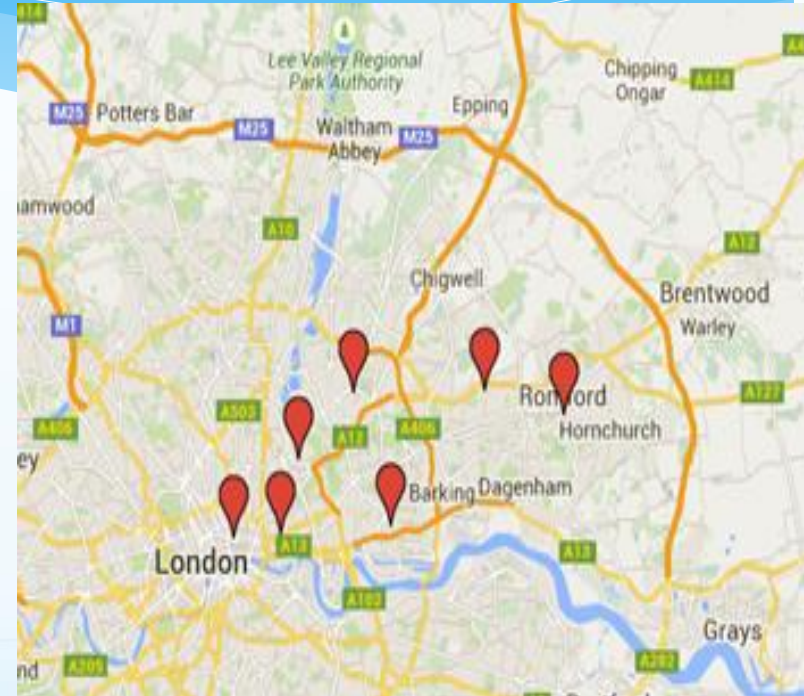 A414
Lee Valley Regional
Park Authority
Chipping
Ongar
A414
M25
Potters Bar
M25
Waltham
Abbey
M25
Epping
amwood
A10
A12
Chigwell
Brentwood
Warley
M1
A503
A406
A12
A406
Romford
Hornchurch
A127
ey
Barking
Dagenham
London
A13
A13
A102
Grays
A205
A282
nd